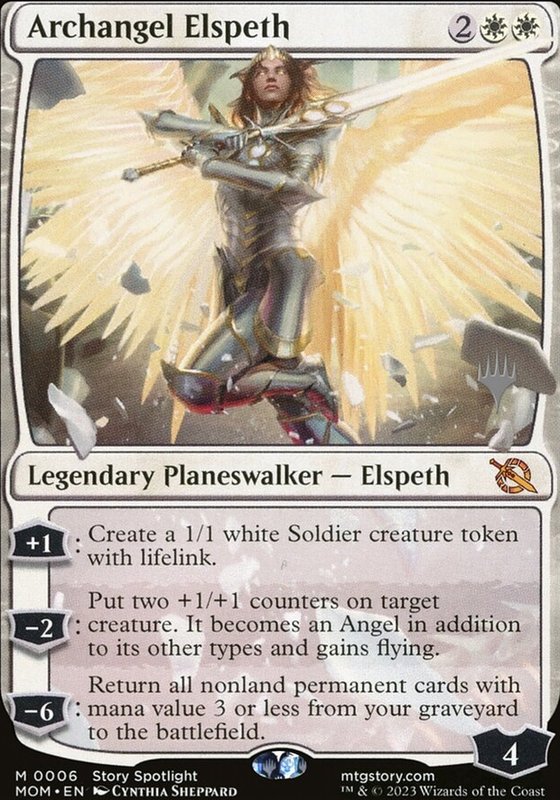 Archangel Elspeth 2
Legendary Planeswalker — Elspeth
+1: Create a 1/1 white Soldier creature token
with lifelink.
Put two +1/+1 counters on target
-2: creature. It becomes an Angel in addition
to its other types and gains flying.
Return all nonland permanent cards with
-6: mana value 3 or less from your graveyard
to the battlefield.
4
M 0006 Story Spotlight mtgstory.com
MOM • EN Cynthia Sheppard ™ & © 2023 Wizards of the Coast